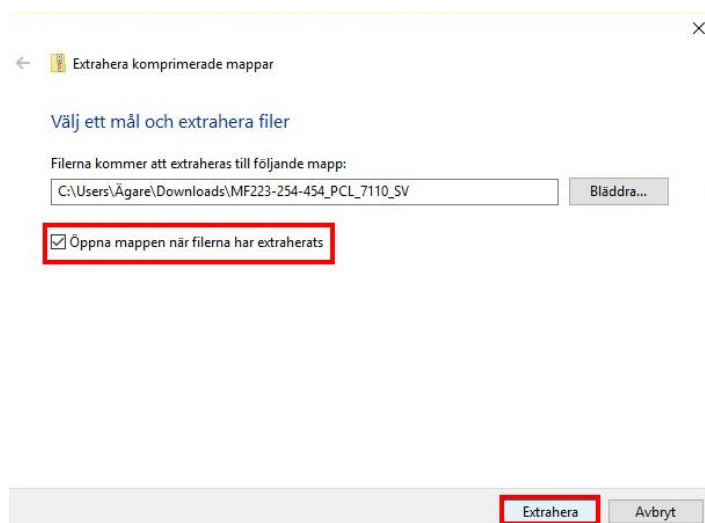 Extrahera komprimerade mappar
Välj ett mål och extrahera filer
Filerna kommer att extraheras till följande mapp:
C:\Users\Ägare\Downloads\MF223-254-454_PCL_7110_SV
Bläddra...
Öppna mappen när filerna har extraherats
Extrahera
Avbryt